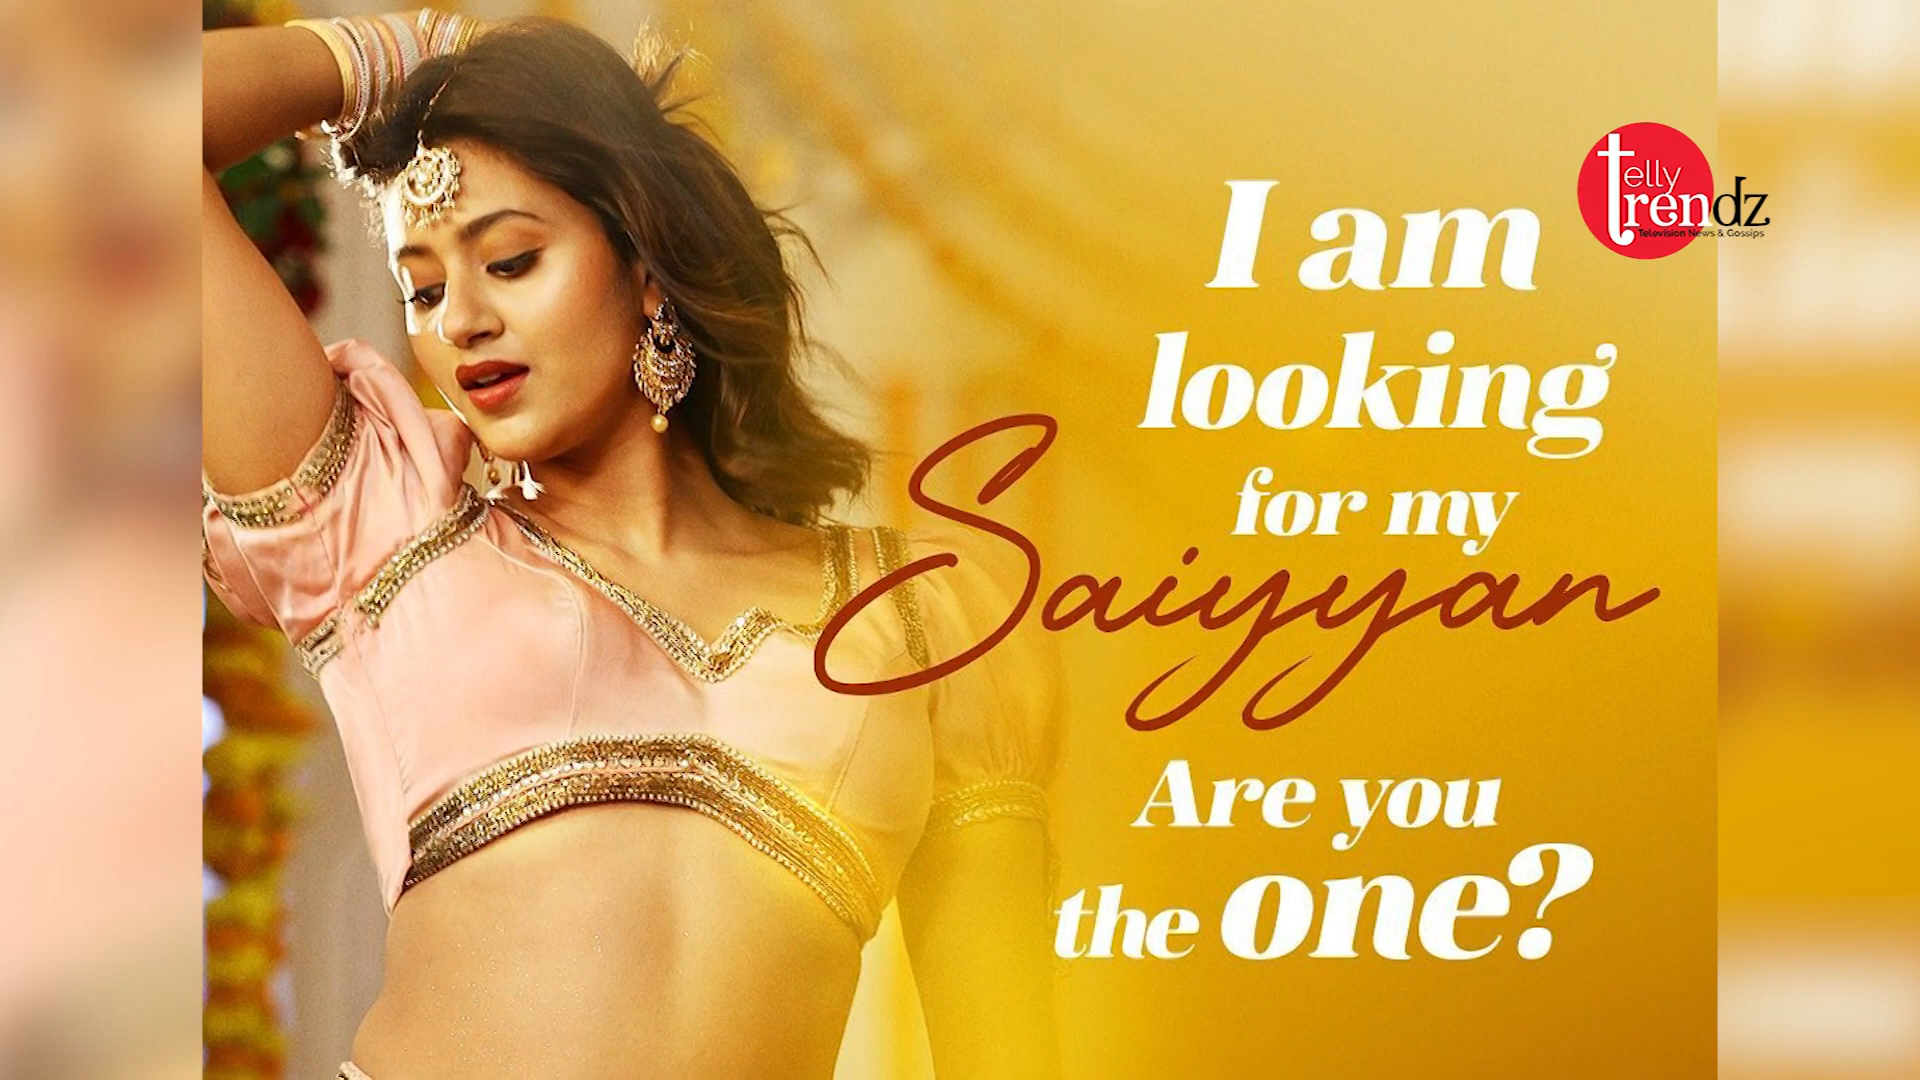 I am
looking
for my
Saiyyan
Are you
the one?
telly
trendz
Television News & Gossips